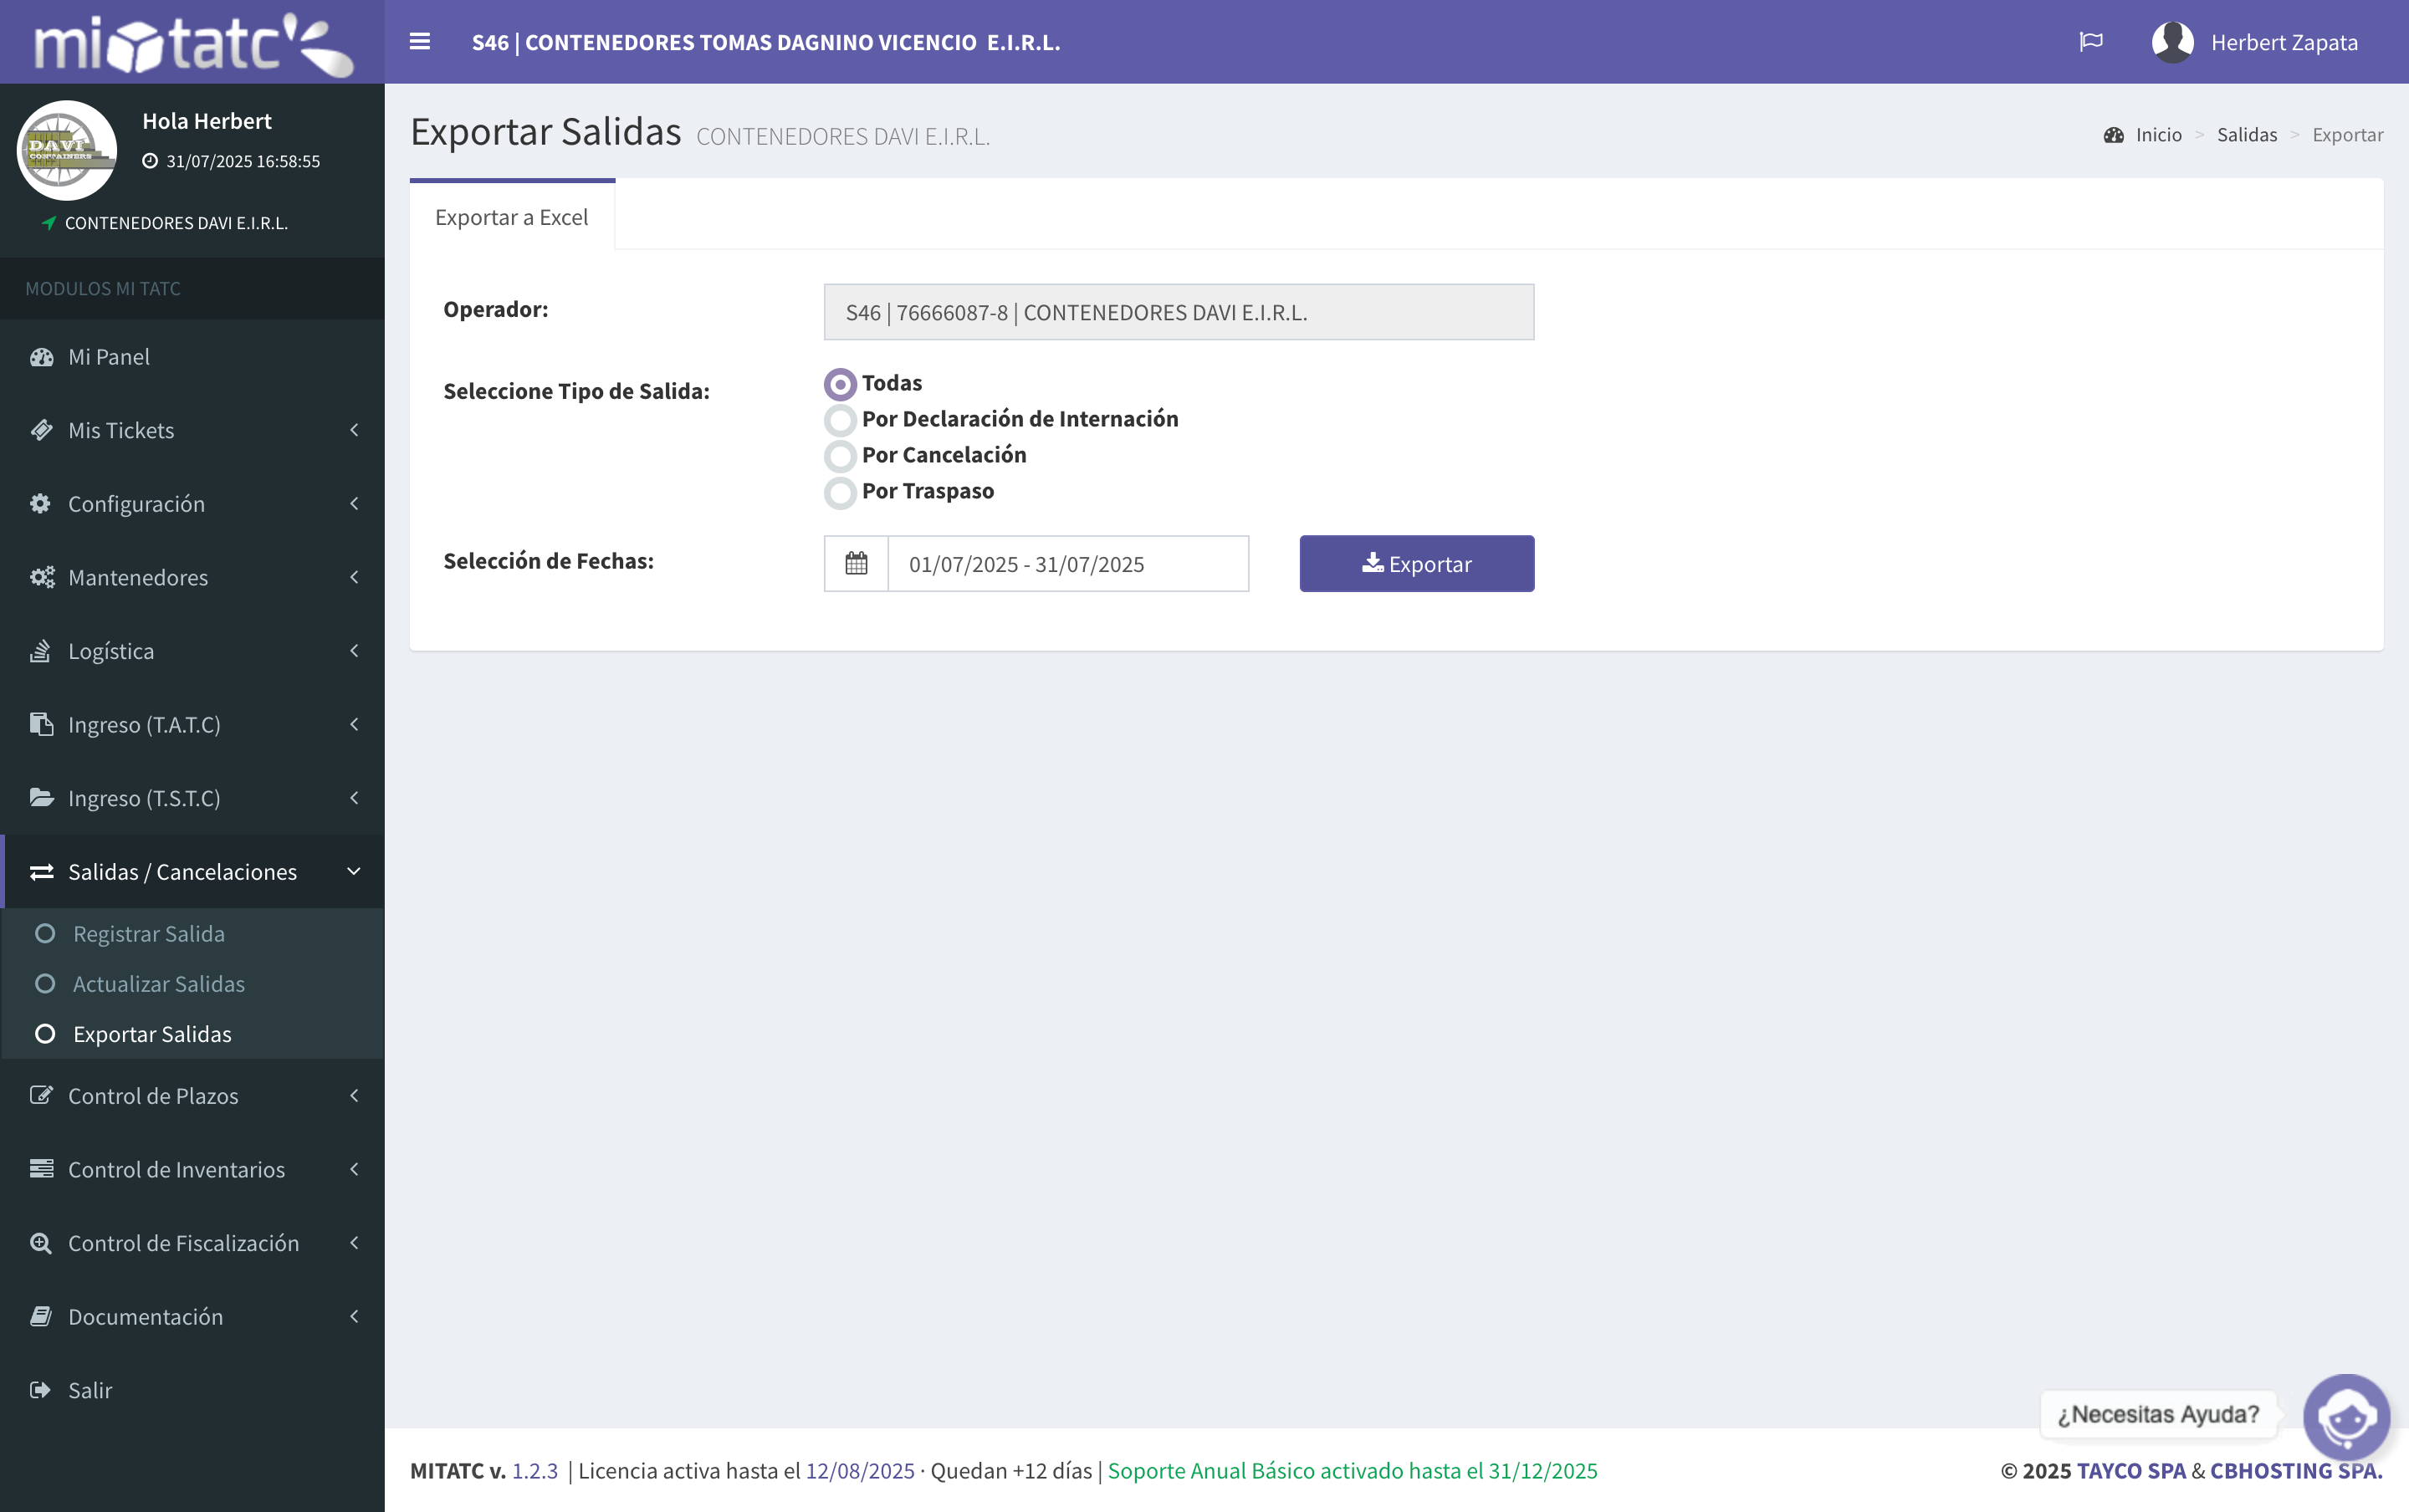 mi tatc
S46 | CONTENEDORES TOMAS DAGNINO VICENCIO E.I.R.L.
Herbert Zapata
DAVI
CONTAINERS
Hola Herbert
31/07/2025 16:58:55
CONTENEDORES DAVI E.I.R.L.
MODULOS MI TATC
Mi Panel
Mis Tickets
Configuración
Mantenedores
Logística
Ingreso (T.A.T.C)
Ingreso (T.S.T.C)
Salidas / Cancelaciones
Registrar Salida
Actualizar Salidas
Exportar Salidas
Control de Plazos
Control de Inventarios
Control de Fiscalización
Documentación
Salir
Exportar Salidas CONTENEDORES DAVI E.I.R.L.
Inicio > Salidas > Exportar
Exportar a Excel
Operador:
S46 | 76666087-8 | CONTENEDORES DAVI E.I.R.L.
Seleccione Tipo de Salida:
Todas
Por Declaración de Internación
Por Cancelación
Por Traspaso
Selección de Fechas:
01/07/2025 - 31/07/2025
Exportar
¿Necesitas Ayuda?
MITATC v. 1.2.3 | Licencia activa hasta el 12/08/2025 · Quedan +12 días | Soporte Anual Básico activado hasta el 31/12/2025
© 2025 TAYCO SPA & CBHOSTING SPA.